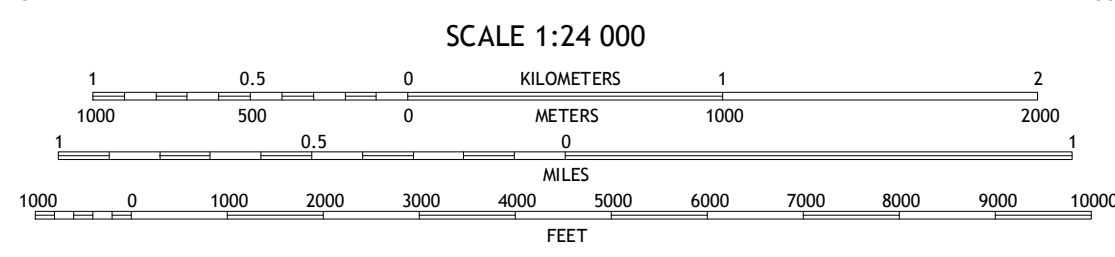 SCALE 1:24 000
1 0.5 0 KILOMETERS 1 2
1000 500 0 METERS 1000 2000
1 0.5 0 1
MILES
1000 0 1000 2000 3000 4000 5000 6000 7000 8000 9000 10000
FEET